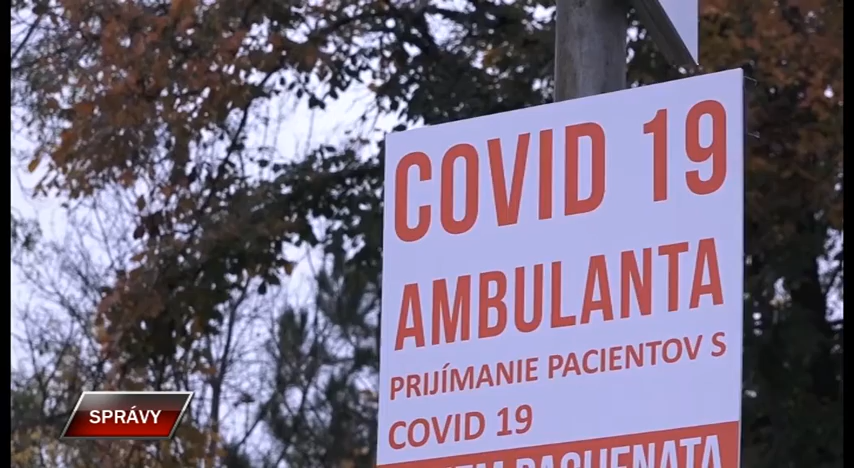 COVID 19
AMBULANTA
PRIJÍMANIE PACIENTOV S
COVID 19
SPRÁVY